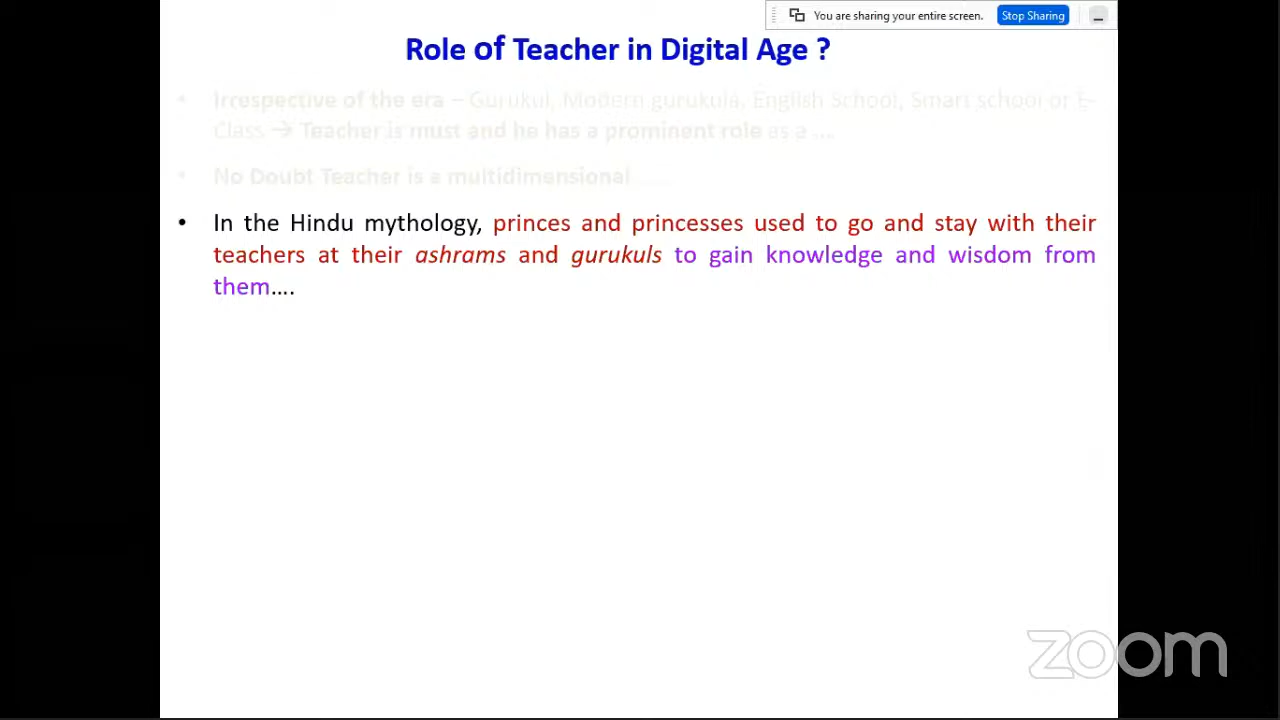 You are sharing your entire screen. Stop Sharing
Role of Teacher in Digital Age ?
• Irrespective of the era – Gurukul, Modern gurukula, English School, Smart school or E-
Class → Teacher is must and he has a prominent role as a ...
• No Doubt Teacher is a multidimensional ......
• In the Hindu mythology, princes and princesses used to go and stay with their
teachers at their ashrams and gurukuls to gain knowledge and wisdom from
them....
zoom